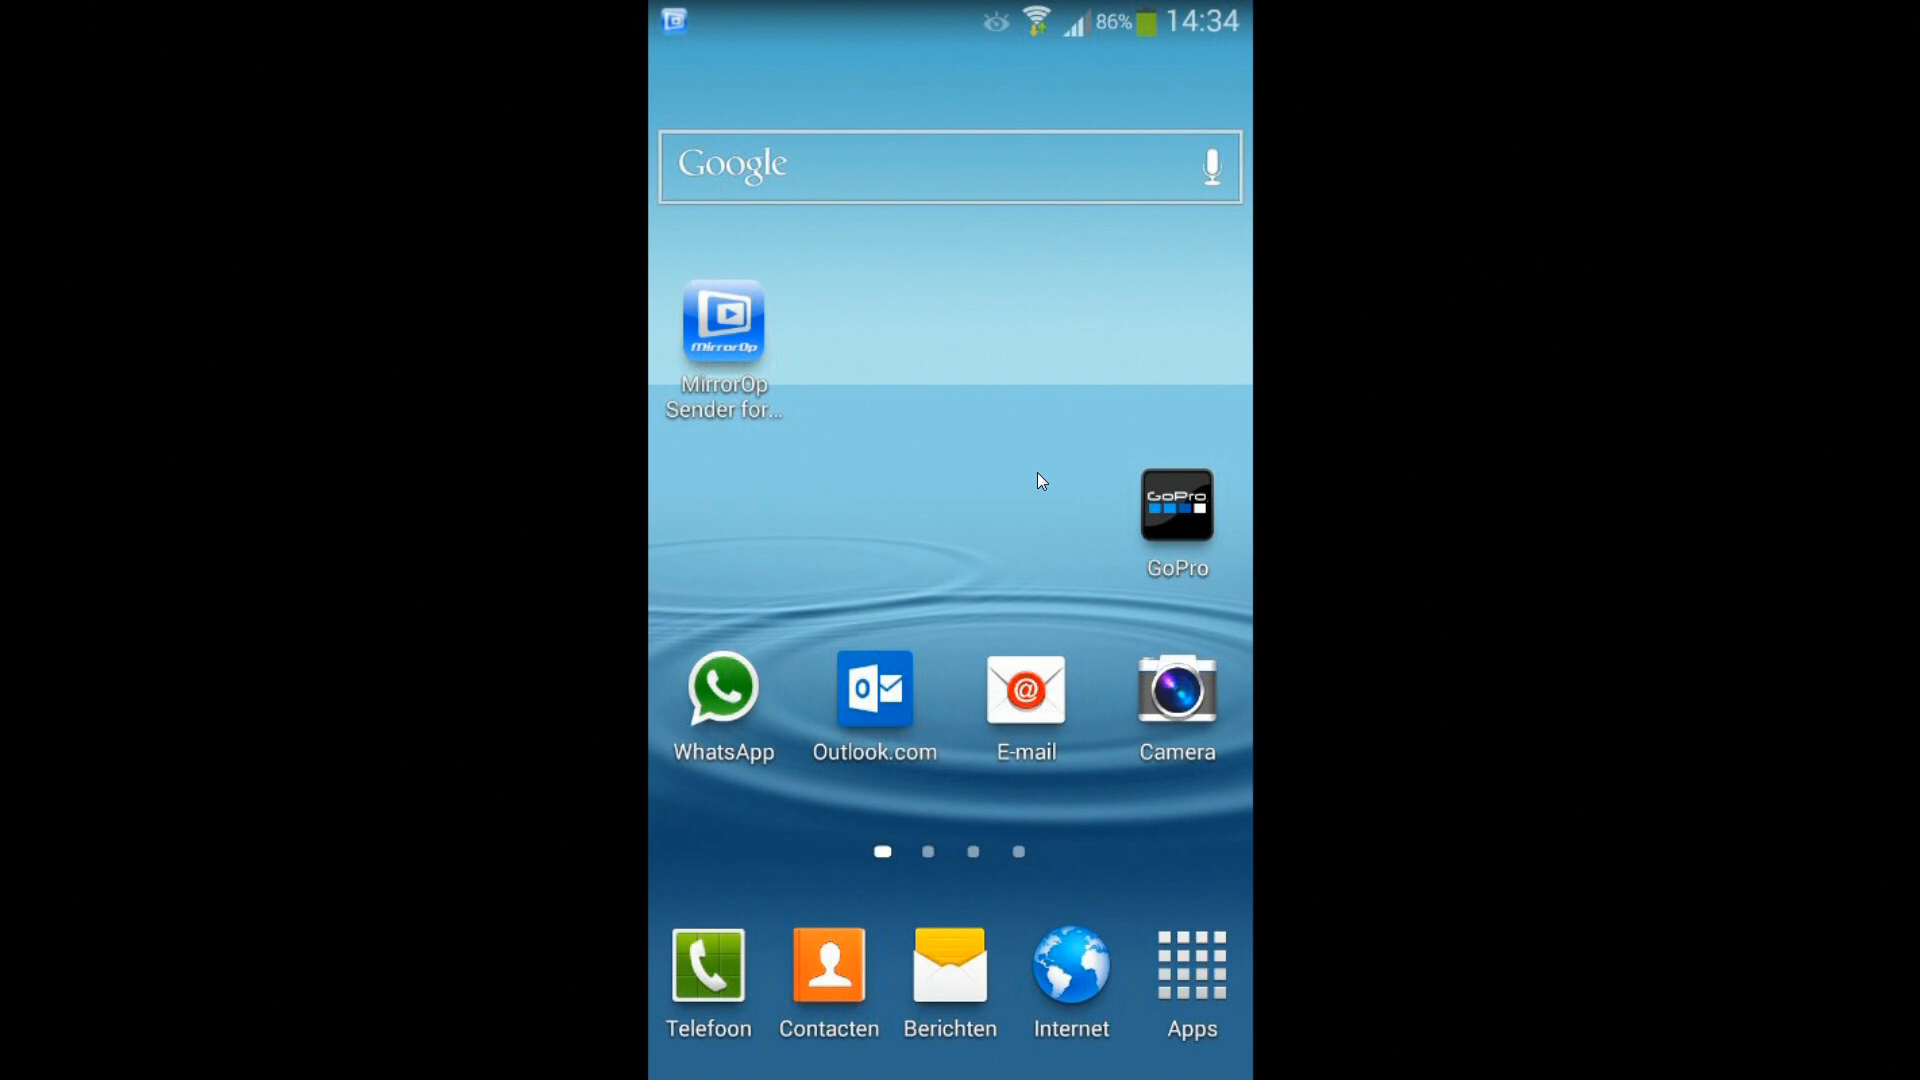 86% 14:34
Google
MirrorOp
MirrorOp
Sender for...
GoPro
GoPro
WhatsApp
Outlook.com
E-mail
Camera
Telefoon
Contacten
Berichten
Internet
Apps